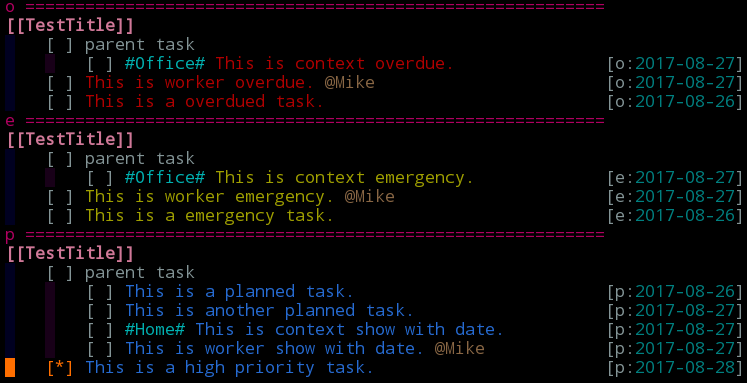 o ==========================================================
[[TestTitle]]
    [ ] parent task
        [ ] #Office# This is context overdue.               [o:2017-08-27]
    [ ] This is worker overdue. @Mike                       [o:2017-08-27]
    [ ] This is a overdued task.                            [o:2017-08-26]
e ==========================================================
[[TestTitle]]
    [ ] parent task
        [ ] #Office# This is context emergency.             [e:2017-08-27]
    [ ] This is worker emergency. @Mike                     [e:2017-08-27]
    [ ] This is a emergency task.                           [e:2017-08-26]
p ==========================================================
[[TestTitle]]
    [ ] parent task
        [ ] This is a planned task.                         [p:2017-08-26]
        [ ] This is another planned task.                   [p:2017-08-27]
        [ ] #Home# This is context show with date.          [p:2017-08-27]
        [ ] This is worker show with date. @Mike            [p:2017-08-27]
    [*] This is a high priority task.                       [p:2017-08-28]